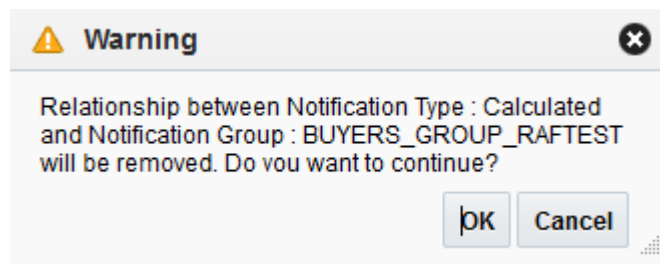 Warning
Relationship between Notification Type : Calculated
and Notification Group : BUYERS_GROUP_RAFTEST
will be removed. Do you want to continue?
OK Cancel